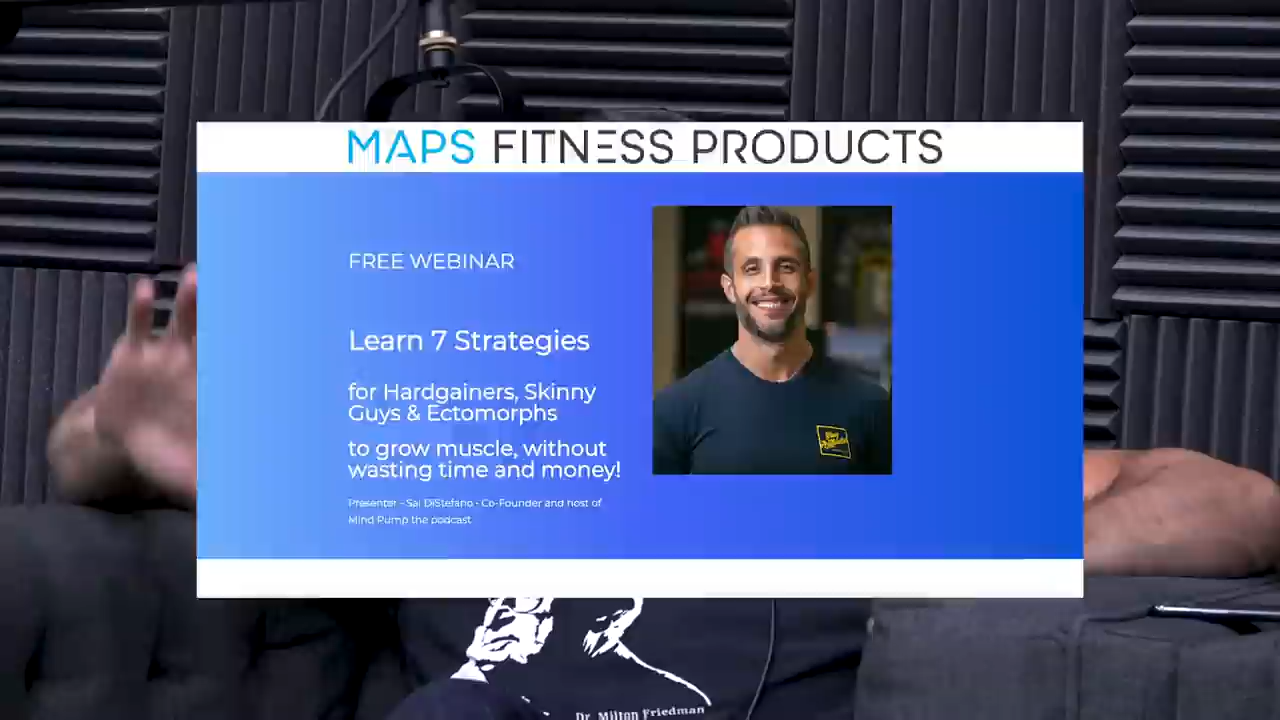 MAPS FITNESS PRODUCTS
FREE WEBINAR
Learn 7 Strategies
for Hardgainers, Skinny
Guys & Ectomorphs
to grow muscle, without
wasting time and money!
Presenter - Sal DiStefano - Co-Founder and host of
Mind Pump the podcast
Dr. Milton Friedman